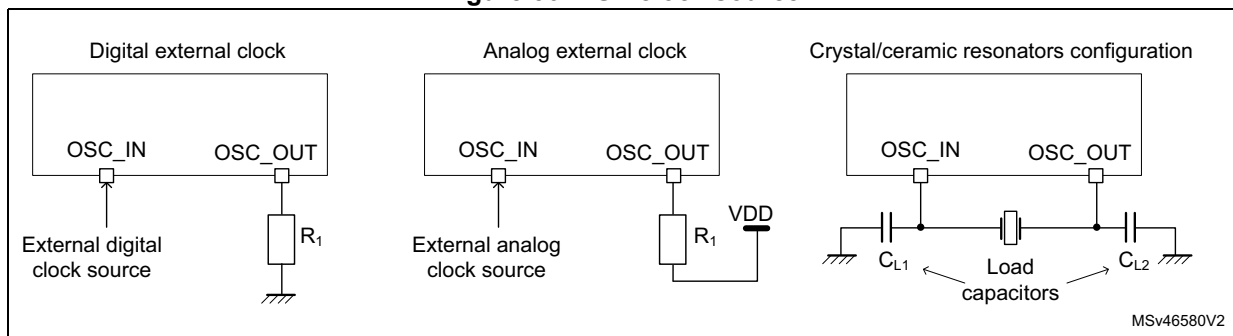 Digital external clock
OSC_IN
OSC_OUT
External digital
clock source
R1
Analog external clock
OSC_IN
OSC_OUT
External analog
clock source
R1
VDD
Crystal/ceramic resonators configuration
OSC_IN
OSC_OUT
CL1
Load
capacitors
CL2
MSv46580V2